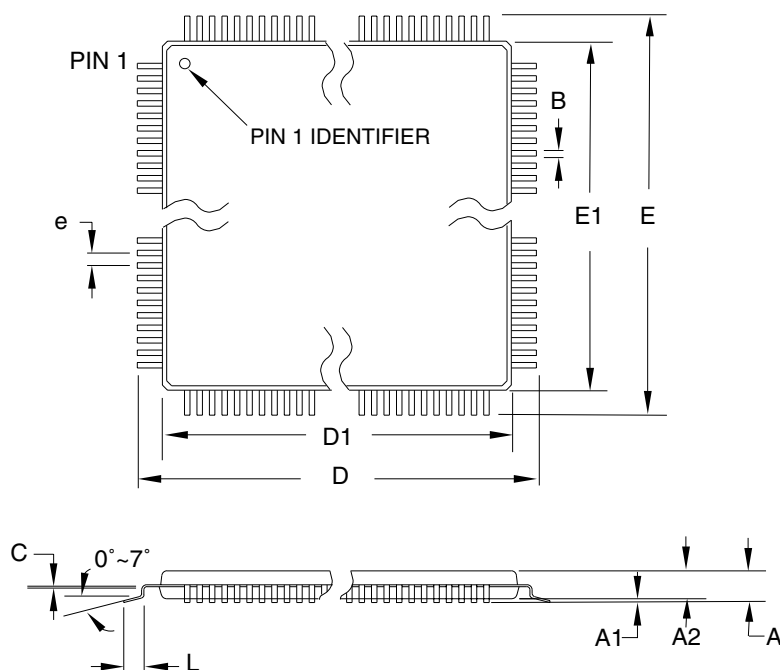 PIN 1
B
PIN 1 IDENTIFIER
e
E1
E
D1
D
C
0˚~7˚
L
A1
A2
A